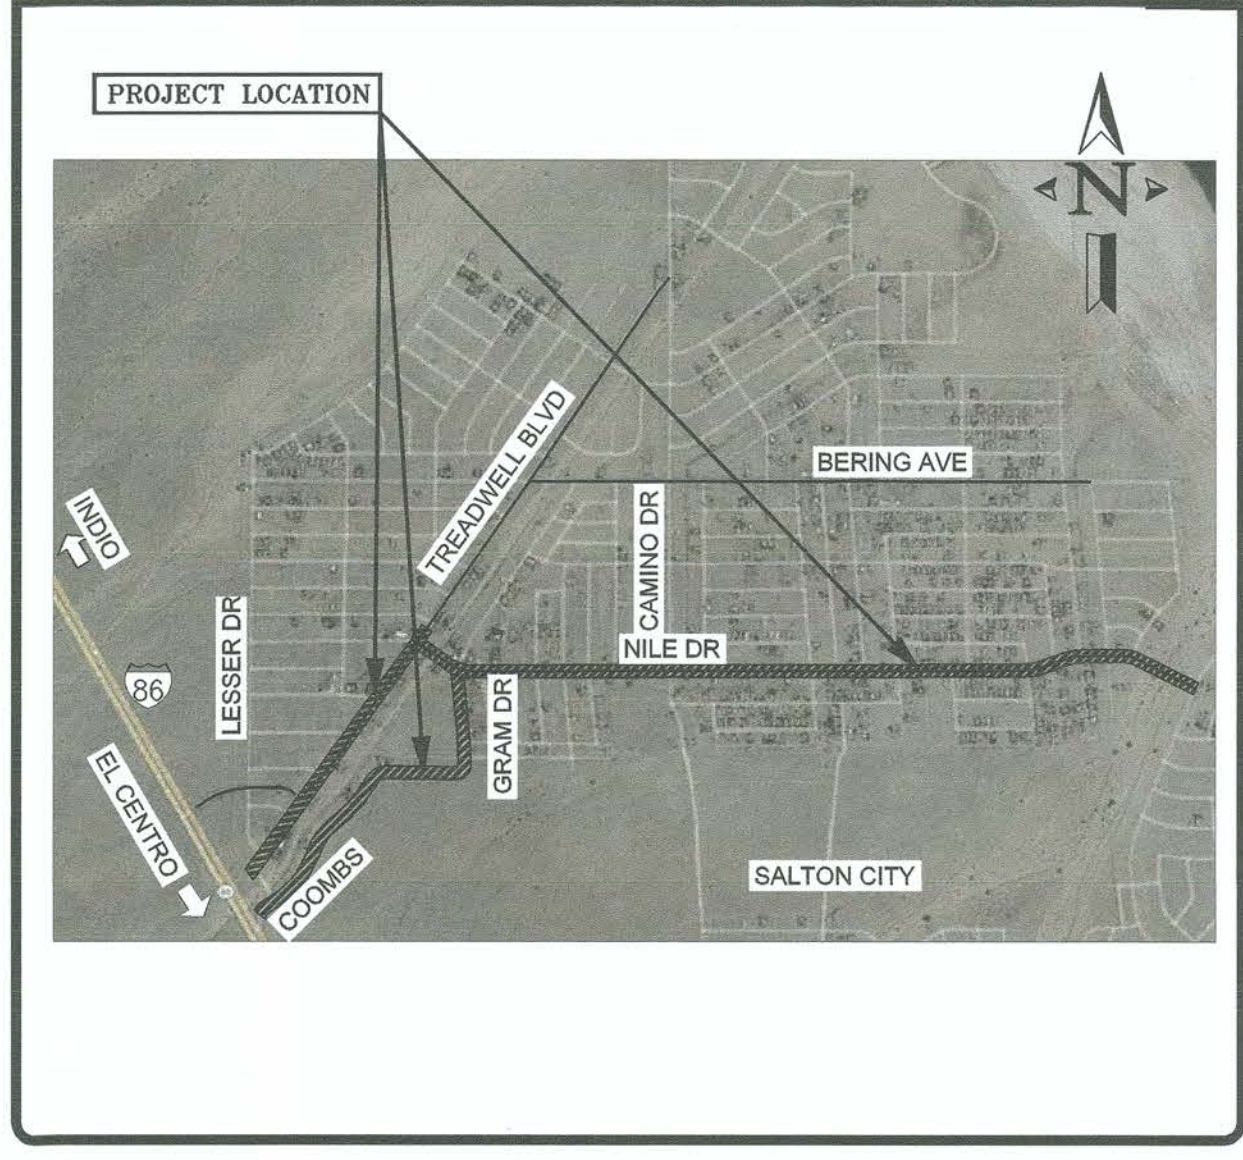 PROJECT LOCATION
N
TREADWELL BLVD
BERING AVE
INDIO
CAMINO DR
LESSER DR
NILE DR
86
GRAM DR
EL CENTRO
COOMBS
SALTON CITY